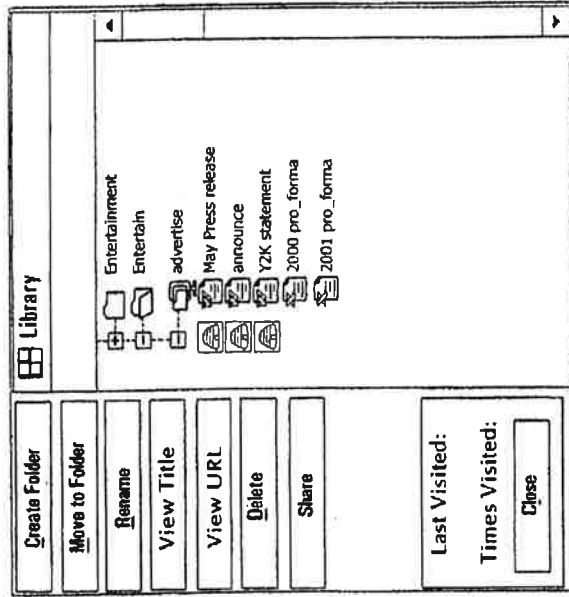 Create Folder
Move to Folder
Rename
View Title
View URL
Delete
Share
Last Visited:
Times Visited:
Close
Library
Entertainment
Entertain
advertise
May Press release
announce
Y2K statement
2000 pro_forma
2001 pro_forma